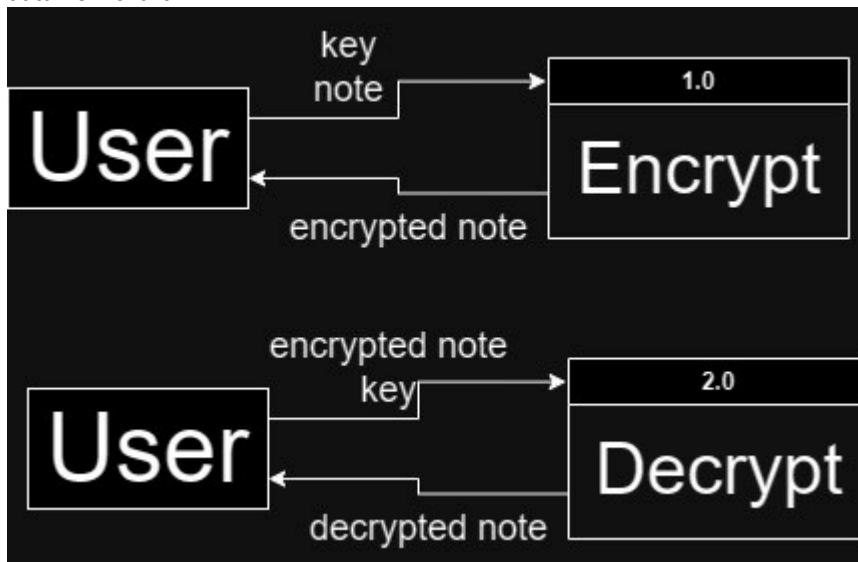 key
note
1.0
User
Encrypt
encrypted note
encrypted note
key
2.0
User
Decrypt
decrypted note